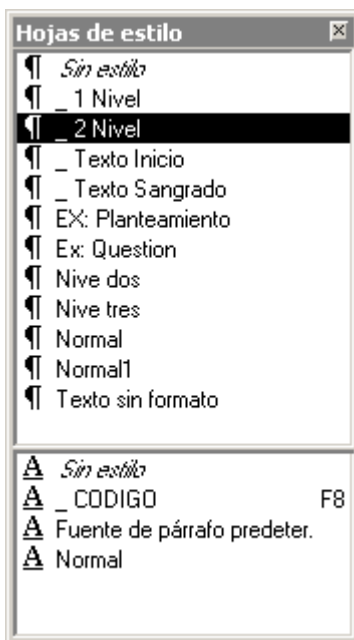 Hojas de estilo
¶ Sin estilo
¶ _ 1 Nivel
¶ _ 2 Nivel
¶ _ Texto Inicio
¶ _ Texto Sangrado
¶ EX: Planteamiento
¶ Ex: Question
¶ Nive dos
¶ Nive tres
¶ Normal
¶ Normal1
¶ Texto sin formato
A Sin estilo
A _ CODIGO F8
A Fuente de párrafo predeter.
A Normal